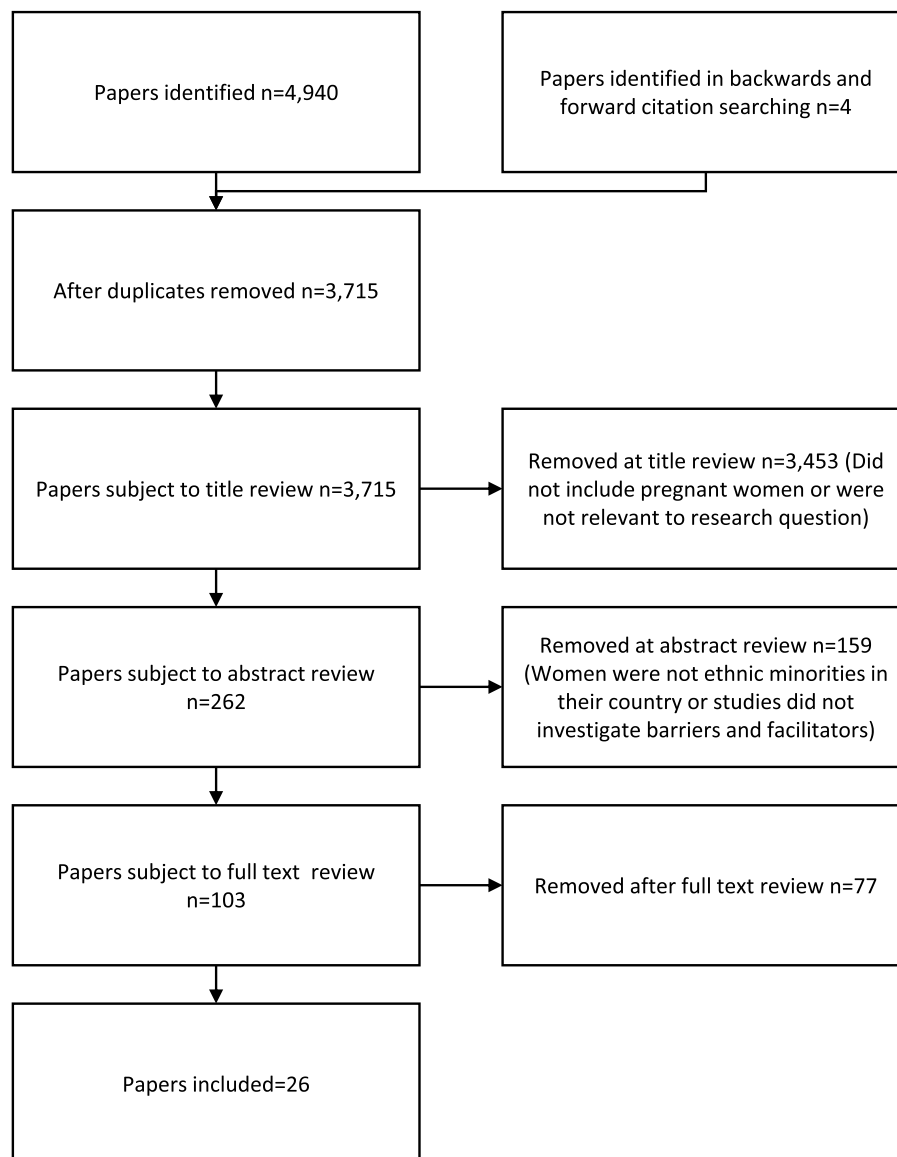 Papers identified n=4,940
Papers identified in backwards and
forward citation searching n=4
After duplicates removed n=3,715
Papers subject to title review n=3,715
Removed at title review n=3,453 (Did
not include pregnant women or were
not relevant to research question)
Papers subject to abstract review
n=262
Removed at abstract review n=159
(Women were not ethnic minorities in
their country or studies did not
investigate barriers and facilitators)
Papers subject to full text  review
n=103
Removed after full text review n=77
Papers included=26